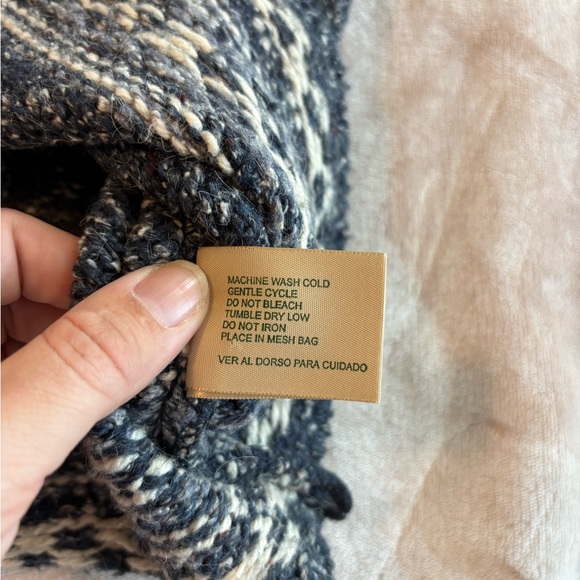 MACHINE WASH COLD
GENTLE CYCLE
DO NOT BLEACH
TUMBLE DRY LOW
DO NOT IRON
PLACE IN MESH BAG
VER AL DORSO PARA CUIDADO